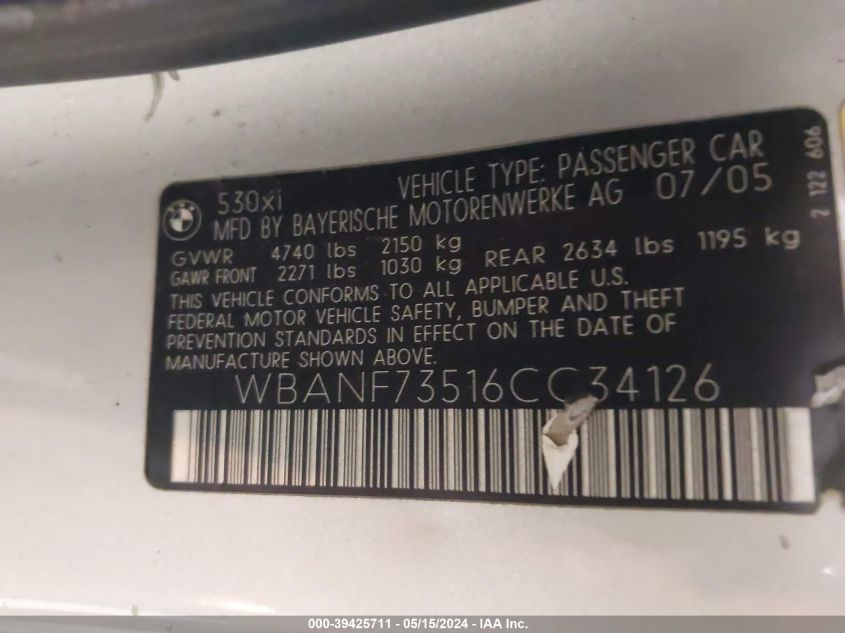 BMW
530xi VEHICLE TYPE: PASSENGER CAR
MFD BY BAYERISCHE MOTORENWERKE AG 07/05
GVWR 4740 lbs 2150 kg
GAWR FRONT 2271 lbs 1030 kg REAR 2634 lbs 1195 kg
THIS VEHICLE CONFORMS TO ALL APPLICABLE U.S.
FEDERAL MOTOR VEHICLE SAFETY, BUMPER AND THEFT
PREVENTION STANDARDS IN EFFECT ON THE DATE OF
MANUFACTURE SHOWN ABOVE.
WBANF73516CC34126
2 122 606
000-39425711 - 05/15/2024 - IAA Inc.